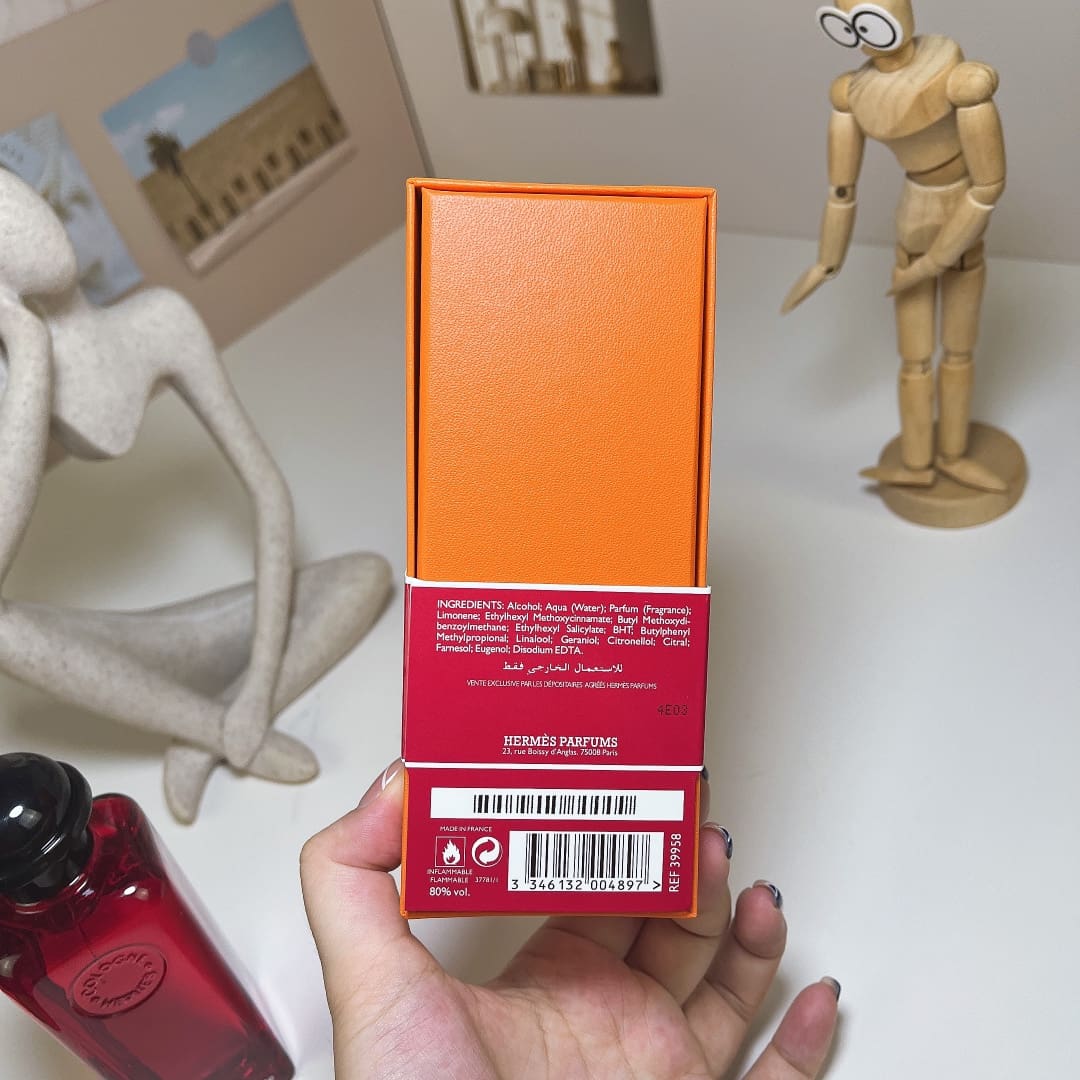 INGREDIENTS: Alcohol; Aqua (Water); Parfum (Fragrance);
Limonene; Ethylhexyl Methoxycinnamate; Butyl Methoxydi-
benzoylmethane; Ethylhexyl Salicylate; BHT; Butylphenyl
Methylpropional; Linalool; Geraniol; Citronellol; Citral;
Farnesol; Eugenol; Disodium EDTA.
للاستعمال الخارجي فقط
VENTE EXCLUSIVE PAR LES DÉPOSITAIRES AGRÉÉS HERMÈS PARFUMS
4E03
HERMÈS PARFUMS
23, rue Boissy d'Anglas. 75008 Paris
MADE IN FRANCE
INFLAMMABLE
FLAMMABLE 37781/1
80% vol.
3 346132 004897 >
REF 39958
COLOGNE
HERMÈS